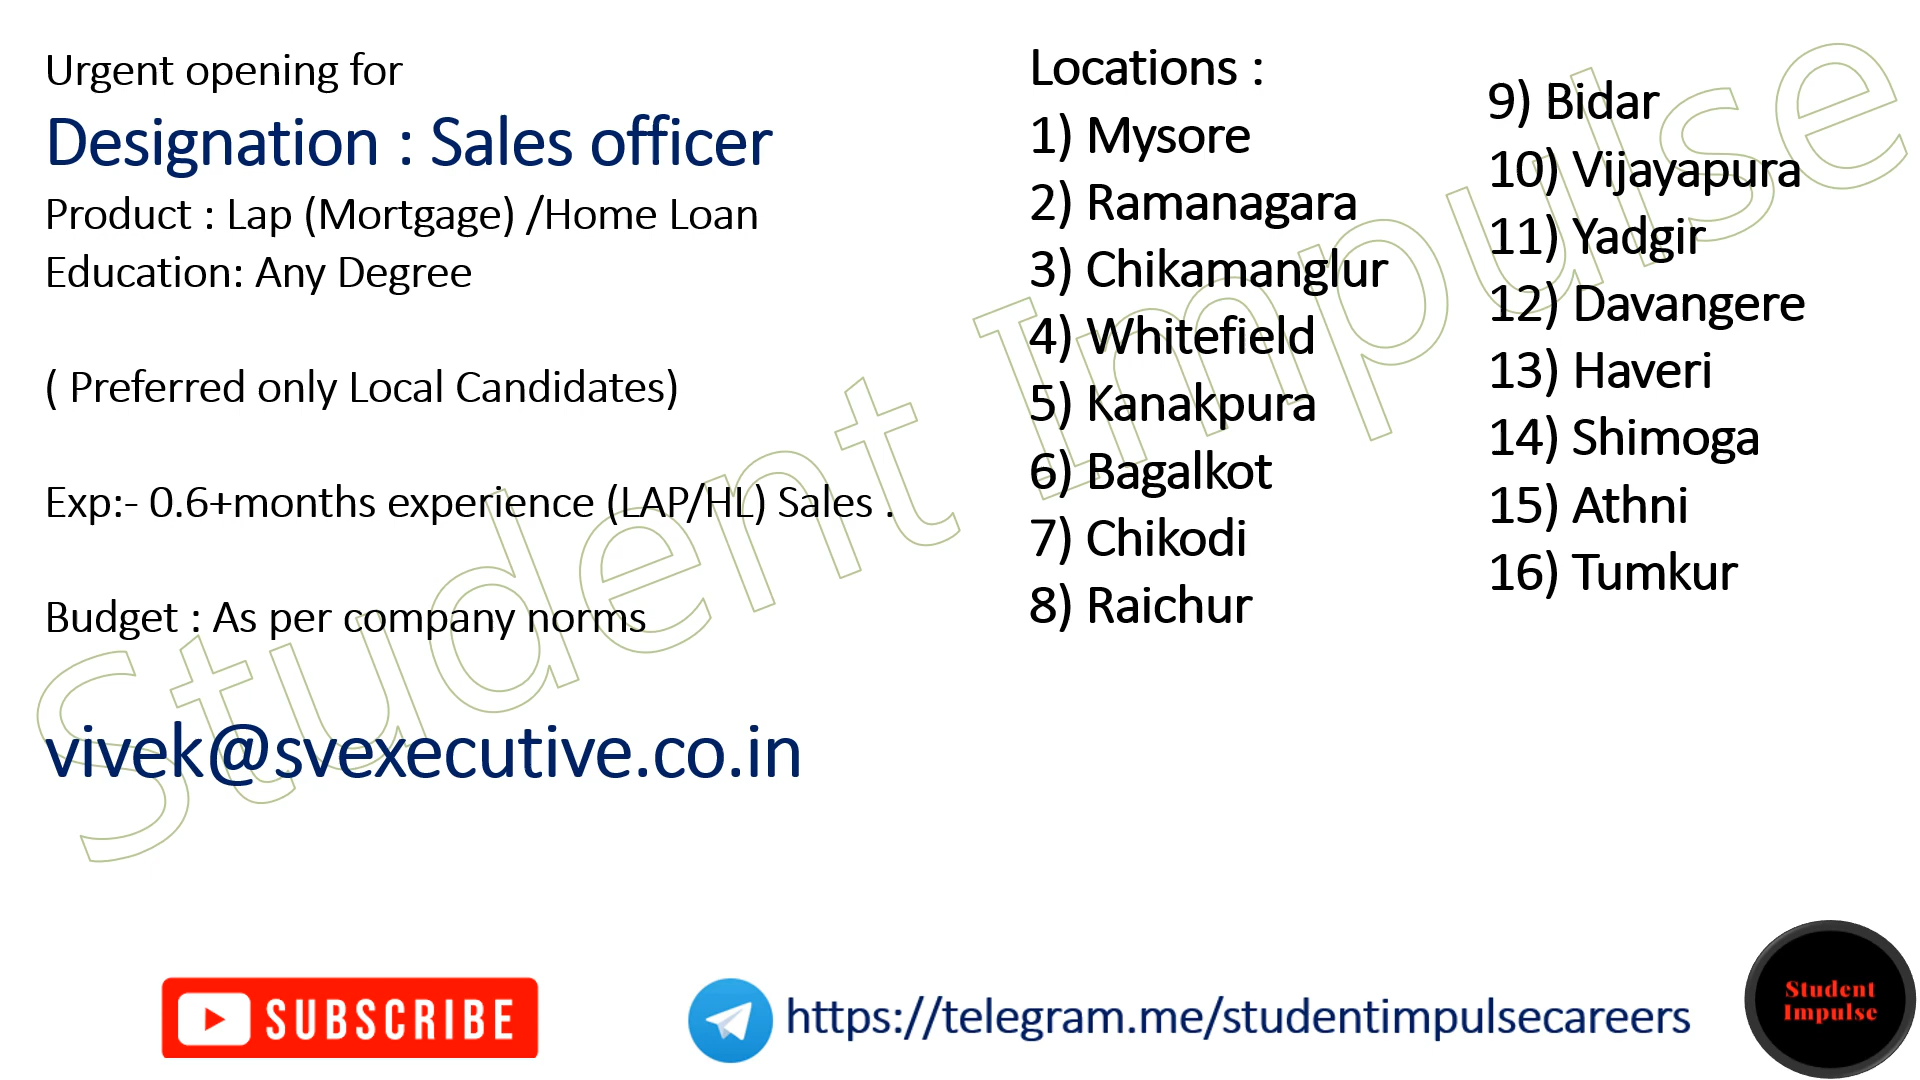 Urgent opening for
Designation : Sales officer
Product : Lap (Mortgage) /Home Loan
Education: Any Degree
( Preferred only Local Candidates)
Exp:- 0.6+months experience (LAP/HL) Sales .
Budget : As per company norms
vivek@svexecutive.co.in
Locations :
1) Mysore
2) Ramanagara
3) Chikamanglur
4) Whitefield
5) Kanakpura
6) Bagalkot
7) Chikodi
8) Raichur
9) Bidar
10) Vijayapura
11) Yadgir
12) Davangere
13) Haveri
14) Shimoga
15) Athni
16) Tumkur
Student Impulse
SUBSCRIBE
https://telegram.me/studentimpulsecareers
Student
Impulse